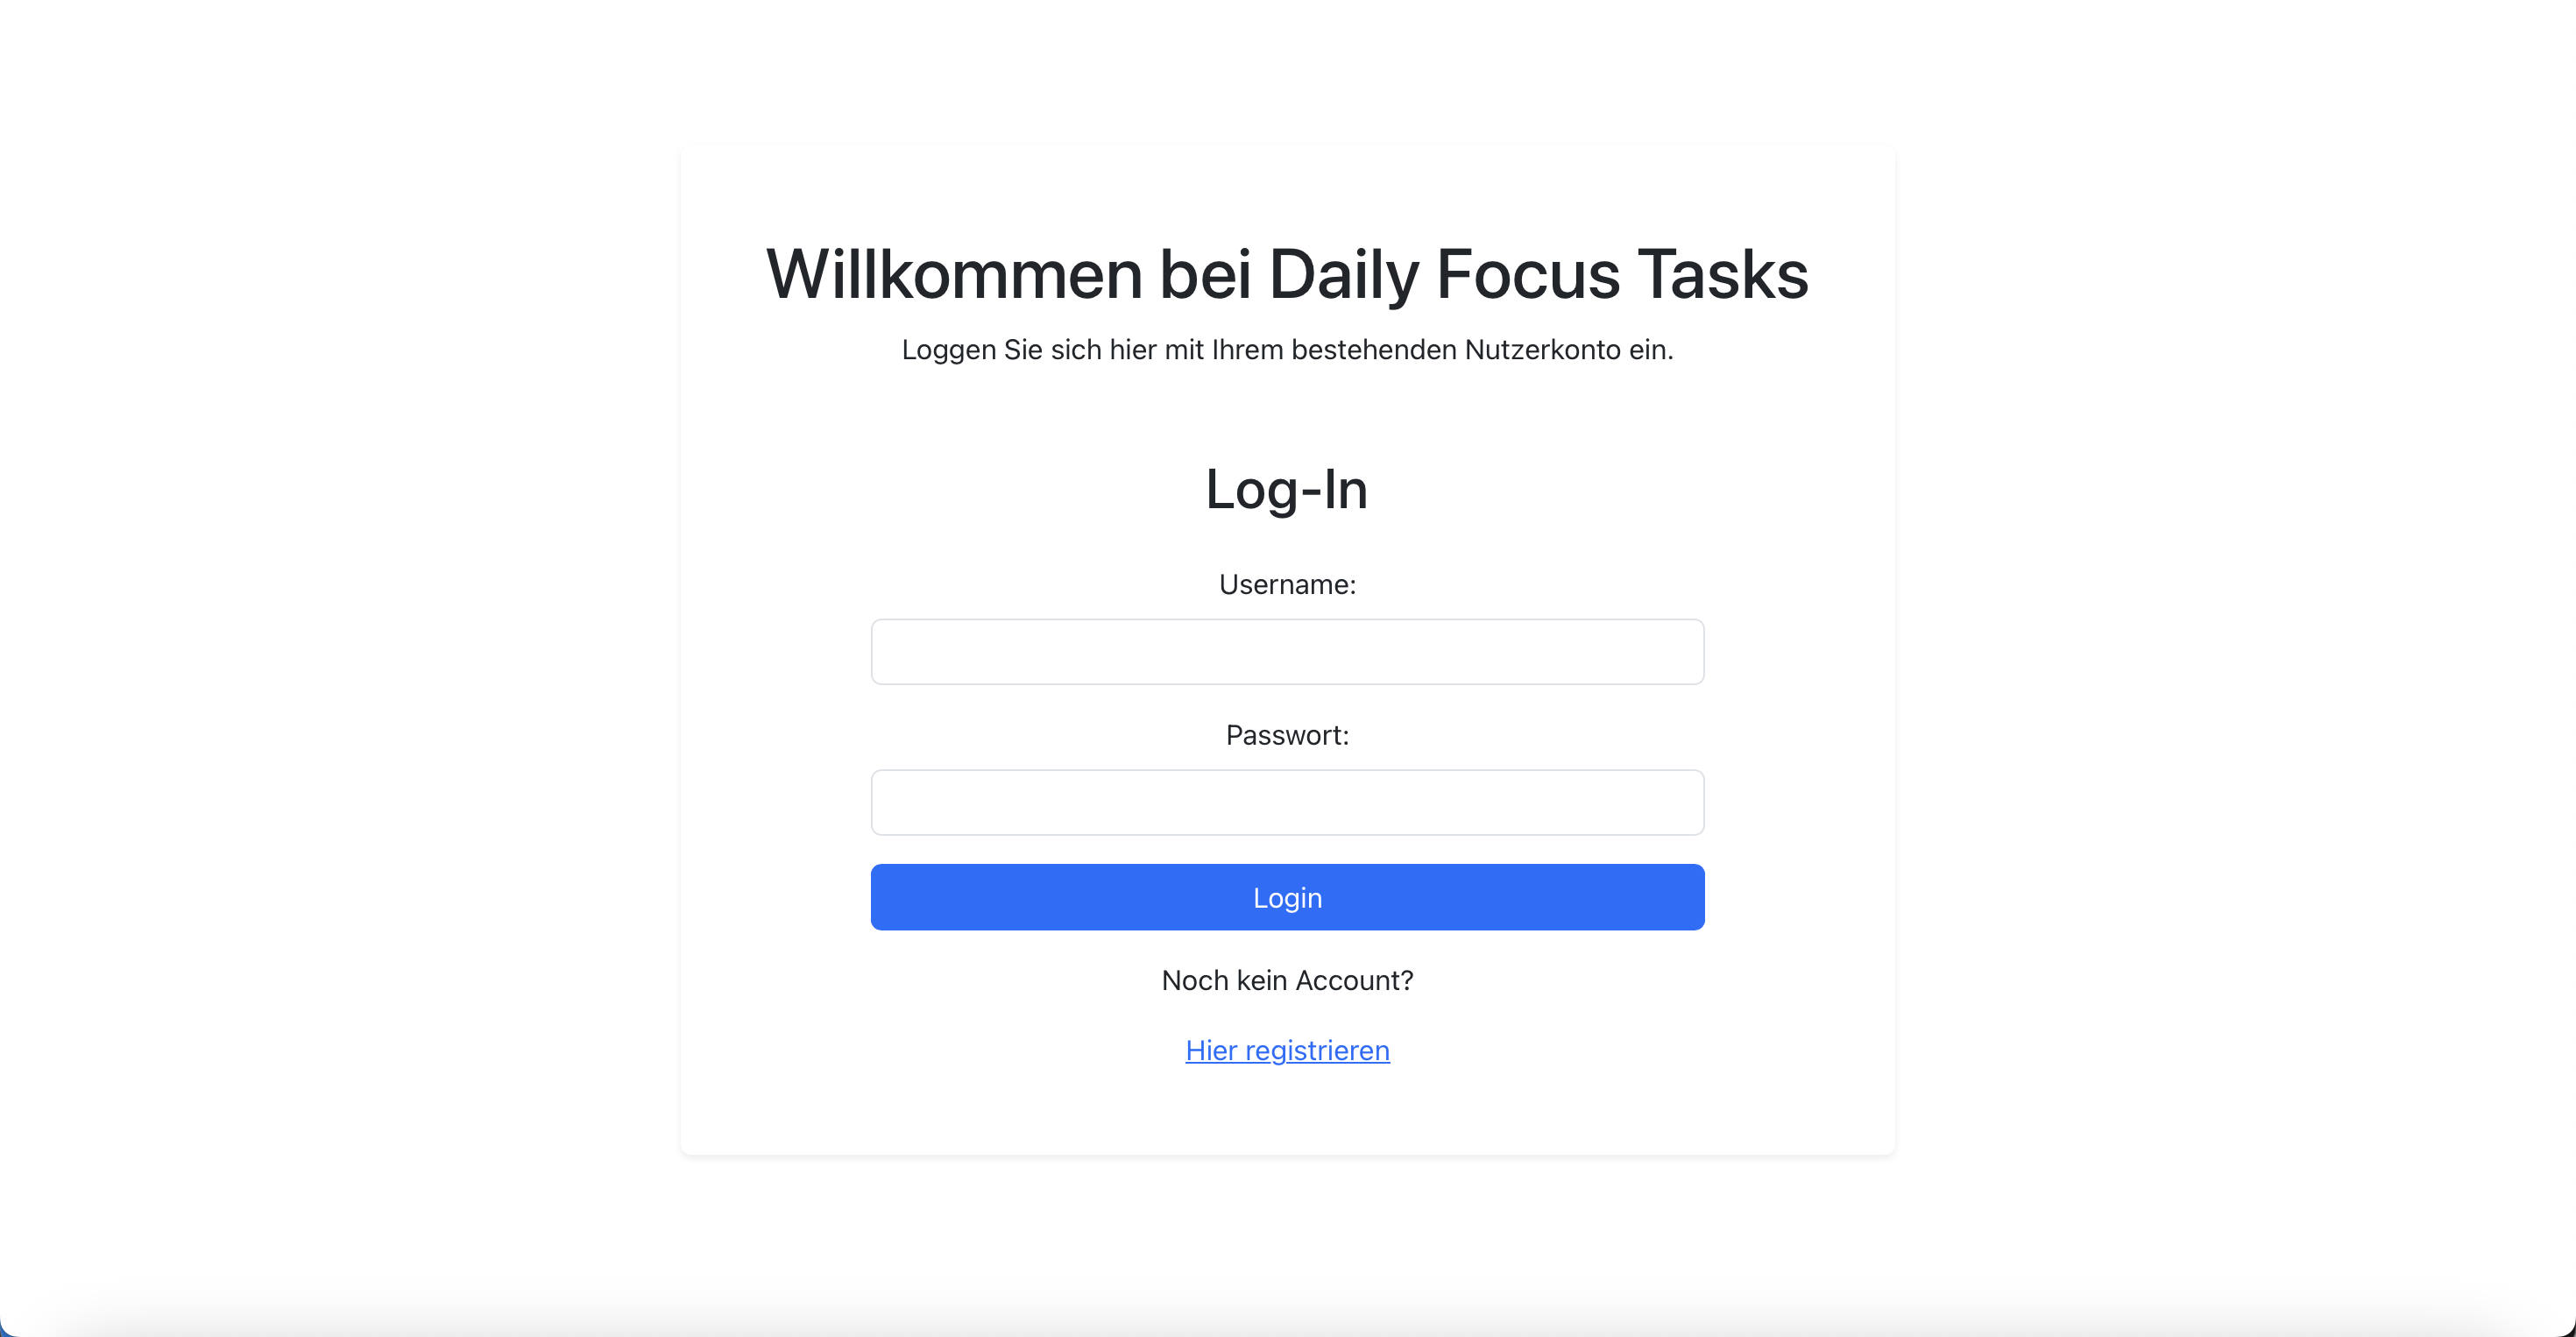 Willkommen bei Daily Focus Tasks
Loggen Sie sich hier mit Ihrem bestehenden Nutzerkonto ein.
Log-In
Username:
Passwort:
Login
Noch kein Account?
Hier registrieren